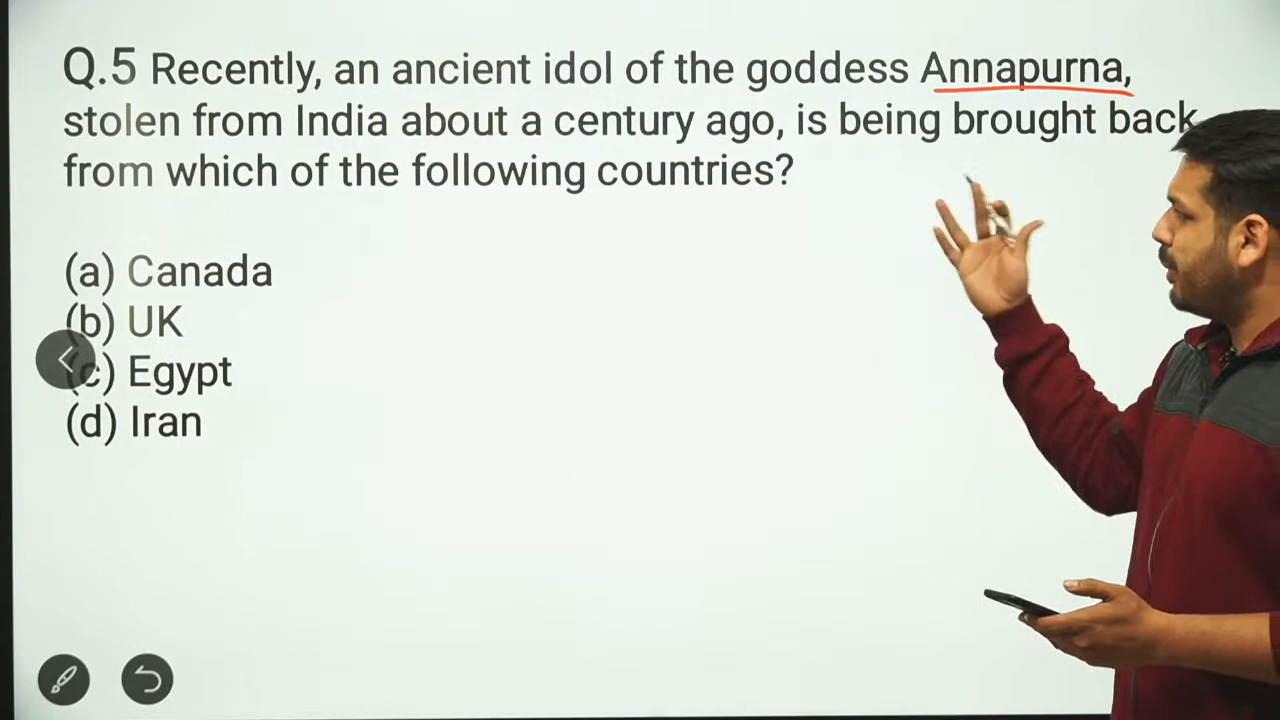 Q.5 Recently, an ancient idol of the goddess Annapurna,
stolen from India about a century ago, is being brought back
from which of the following countries?
(a) Canada
(b) UK
(c) Egypt
(d) Iran